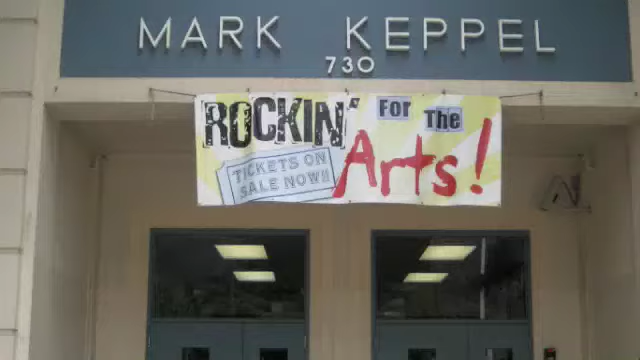 MARK KEPPEL
730
ROCKIN' FOR THE
Arts!
TICKETS ON
SALE NOW!!